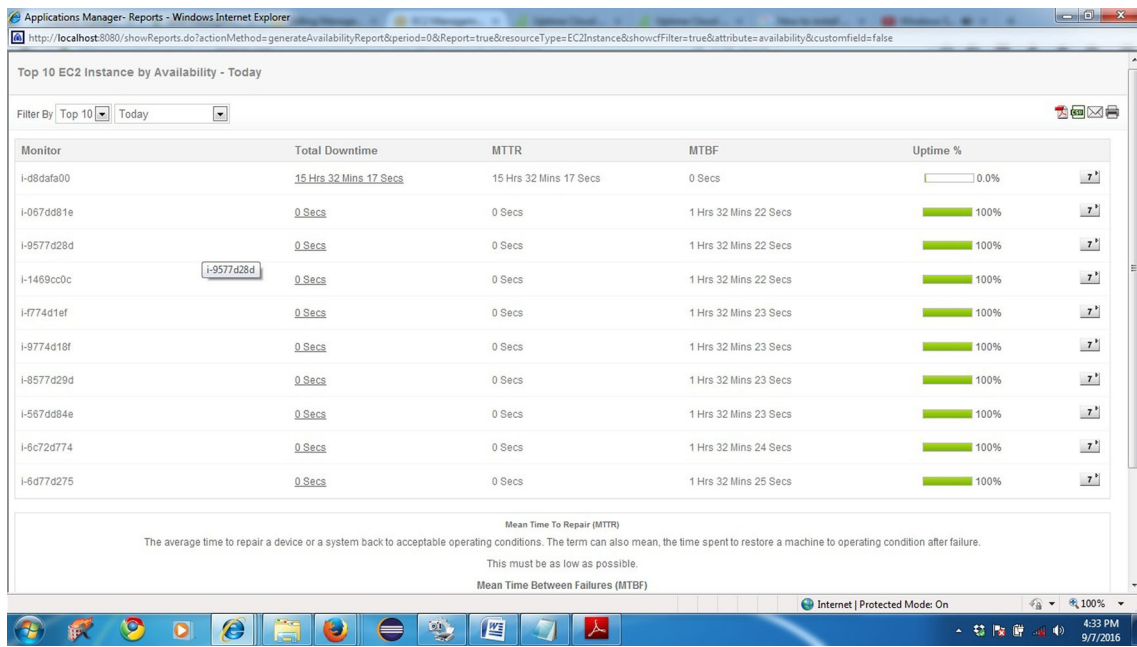 Applications Manager- Reports - Windows Internet Explorer
http://localhost:8080/showReports.do?actionMethod=generateAvailabilityReport&period=0&Report=true&resourceType=EC2Instance&showcfFilter=true&attribute=availability&customfield=false
Top 10 EC2 Instance by Availability - Today
Filter By Top 10 Today
Monitor Total Downtime MTTR MTBF Uptime %
i-d8dafa00 15 Hrs 32 Mins 17 Secs 15 Hrs 32 Mins 17 Secs 0 Secs 0.0% 7
i-067dd81e 0 Secs 0 Secs 1 Hrs 32 Mins 22 Secs 100% 7
i-9577d28d 0 Secs 0 Secs 1 Hrs 32 Mins 22 Secs 100% 7
i-9577d28d
i-1469cc0c 0 Secs 0 Secs 1 Hrs 32 Mins 22 Secs 100% 7
i-f774d1ef 0 Secs 0 Secs 1 Hrs 32 Mins 23 Secs 100% 7
i-9774d18f 0 Secs 0 Secs 1 Hrs 32 Mins 23 Secs 100% 7
i-8577d29d 0 Secs 0 Secs 1 Hrs 32 Mins 23 Secs 100% 7
i-567dd84e 0 Secs 0 Secs 1 Hrs 32 Mins 23 Secs 100% 7
i-6c72d774 0 Secs 0 Secs 1 Hrs 32 Mins 24 Secs 100% 7
i-6d77d275 0 Secs 0 Secs 1 Hrs 32 Mins 25 Secs 100% 7
Mean Time To Repair (MTTR)
The average time to repair a device or a system back to acceptable operating conditions. The term can also mean, the time spent to restore a machine to operating condition after failure.
This must be as low as possible.
Mean Time Between Failures (MTBF)
Internet | Protected Mode: On 100%
4:33 PM
9/7/2016